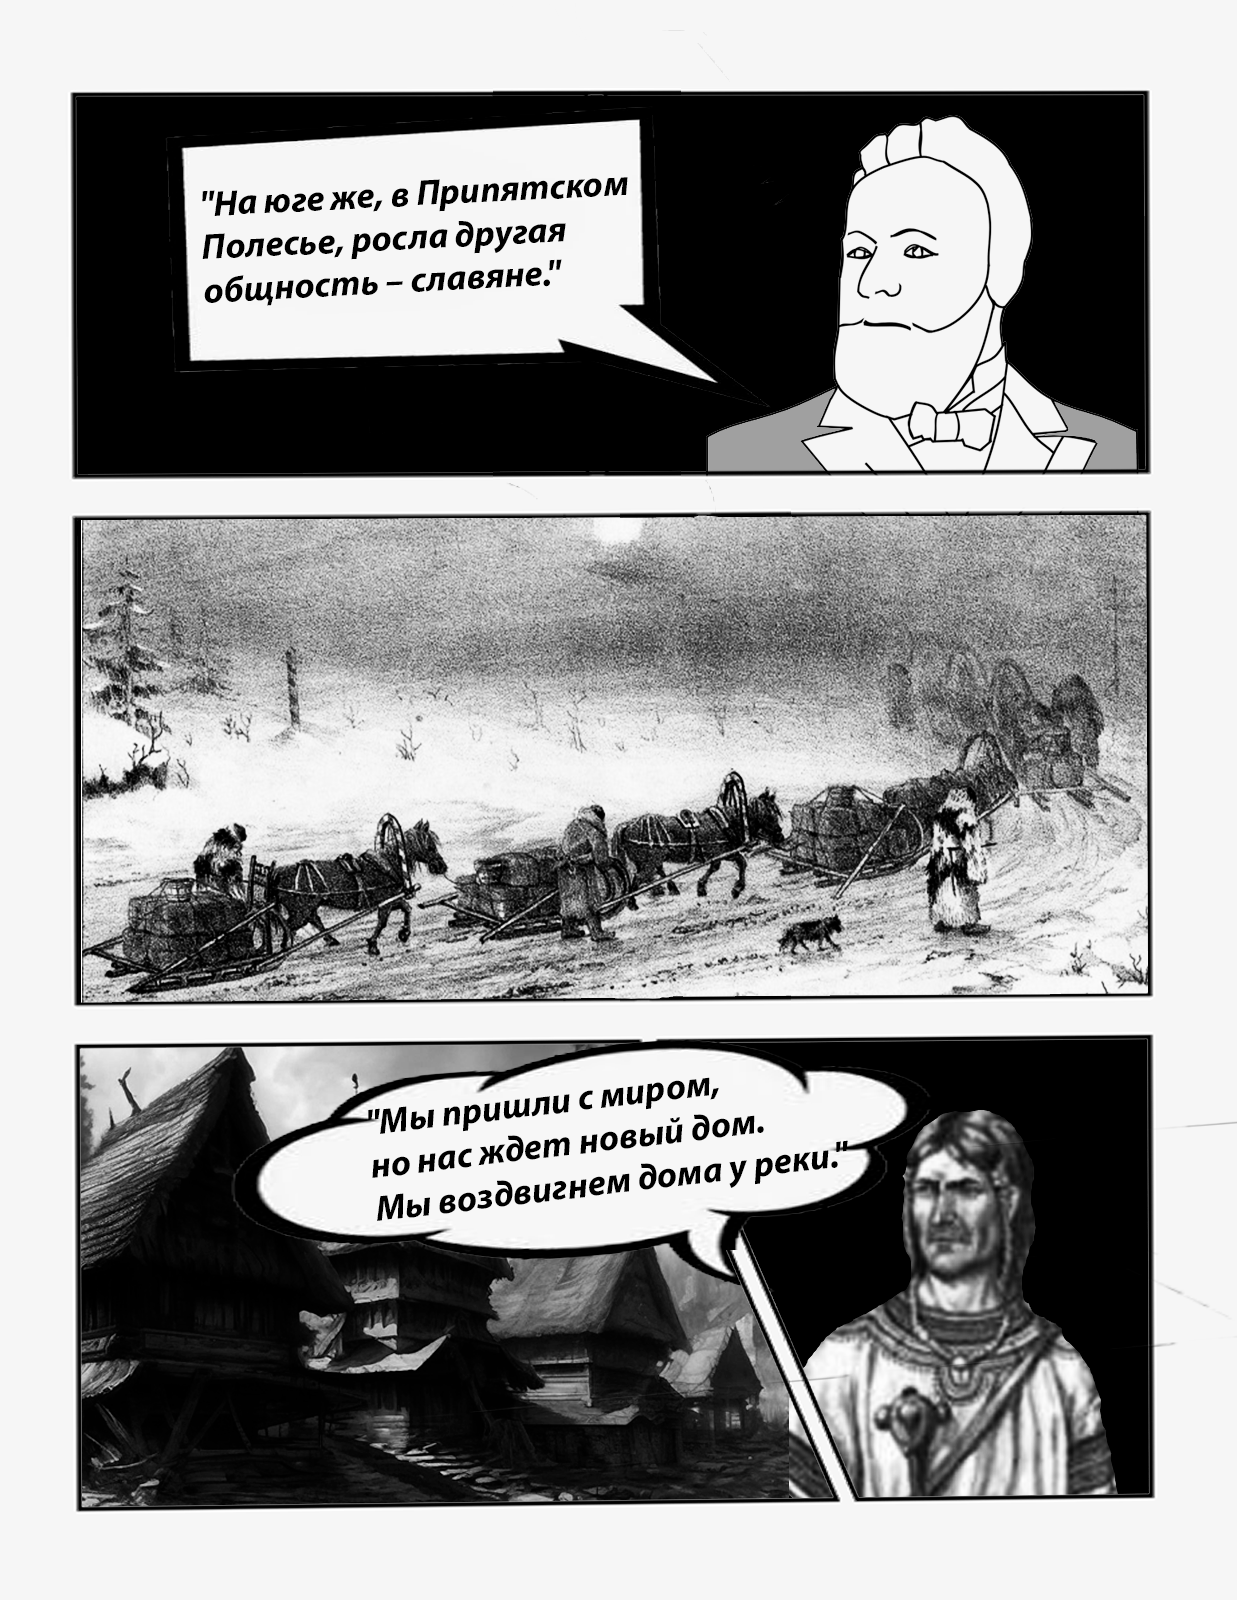 "На юге же, в Припятском
Полесье, росла другая
общность – славяне."
"Мы пришли с миром,
но нас ждет новый дом.
Мы воздвигнем дома у реки."